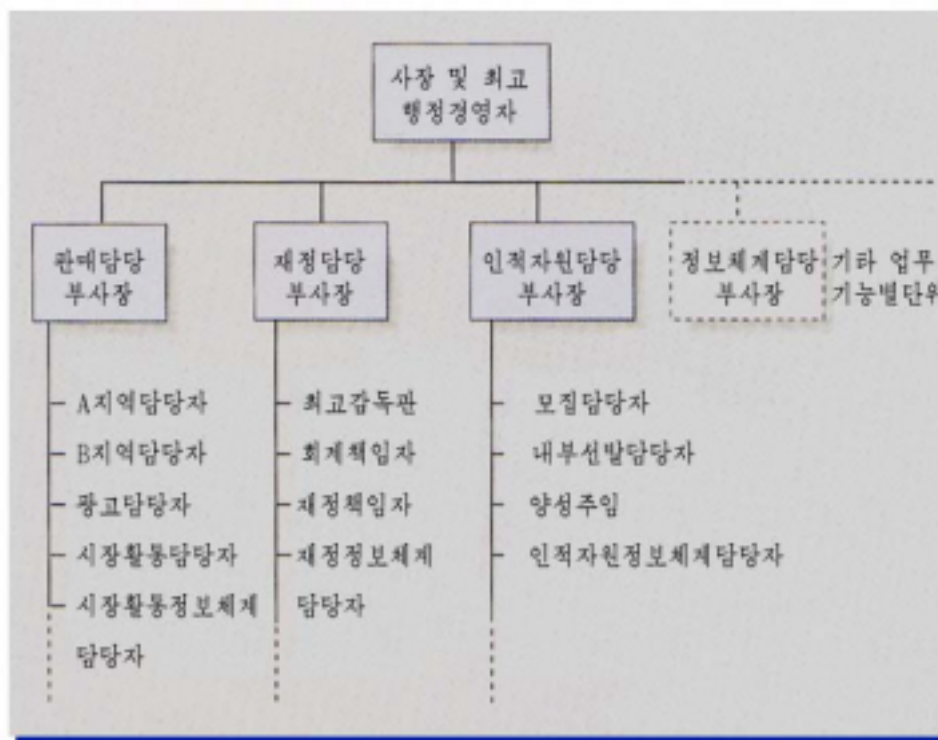 사장 및 최고
행정경영자
판매담당
부사장
재정담당
부사장
인적자원담당
부사장
정보체계담당
부사장
기타 업무
기능별단위
A지역담당자
B지역담당자
광고담당자
시장활동담당자
시장활동정보체계
담당자
최고감독관
회계책임자
재정책임자
재정정보체계
담당자
모집담당자
내부선발담당자
양성주임
인적자원정보체계담당자